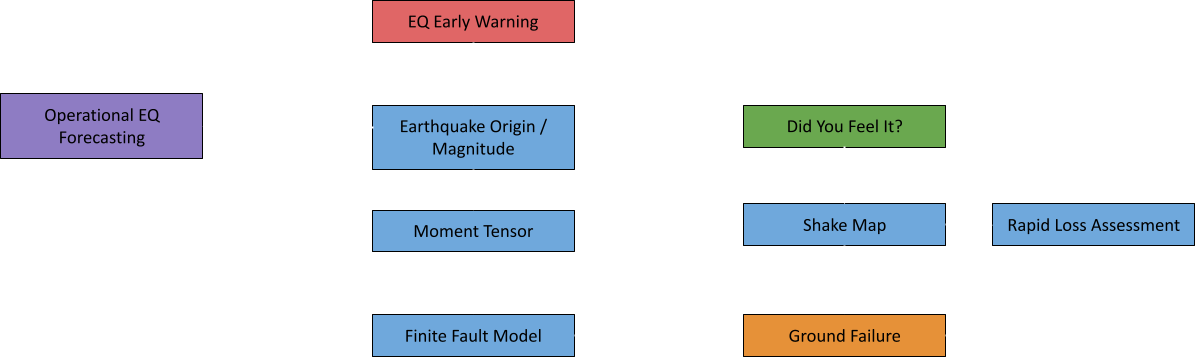 EQ Early Warning
Operational EQ
Forecasting
Earthquake Origin /
Magnitude
Did You Feel It?
Moment Tensor
Shake Map
Rapid Loss Assessment
Finite Fault Model
Ground Failure